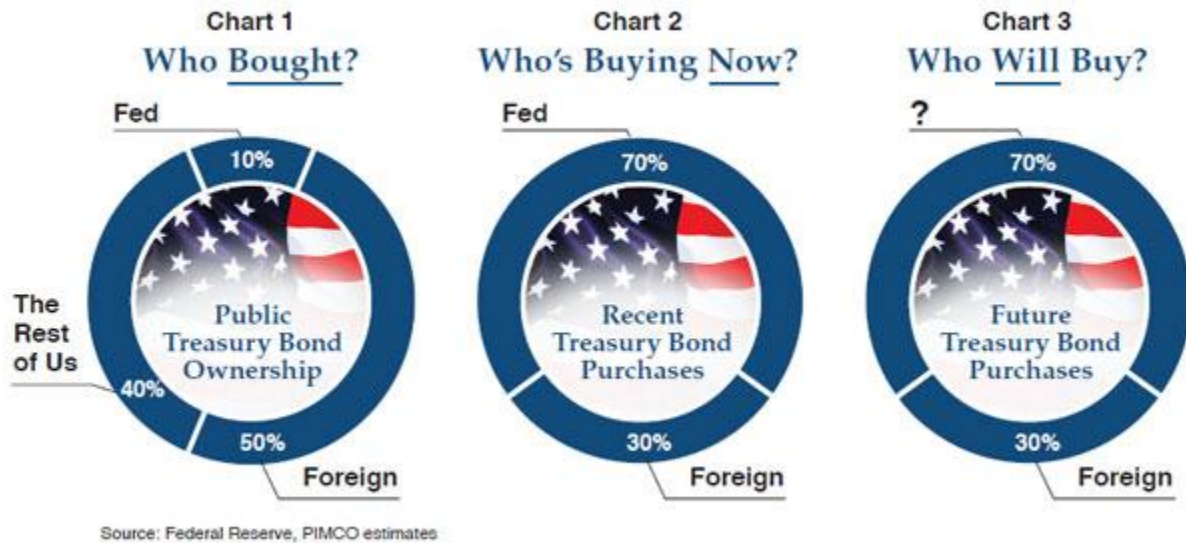 Chart 1
Who Bought?
Fed
10%
The
Rest
of Us
40%
Public
Treasury Bond
Ownership
50%
Foreign
Chart 2
Who's Buying Now?
Fed
70%
Recent
Treasury Bond
Purchases
30%
Foreign
Chart 3
Who Will Buy?
?
70%
Future
Treasury Bond
Purchases
30%
Foreign
Source: Federal Reserve, PIMCO estimates